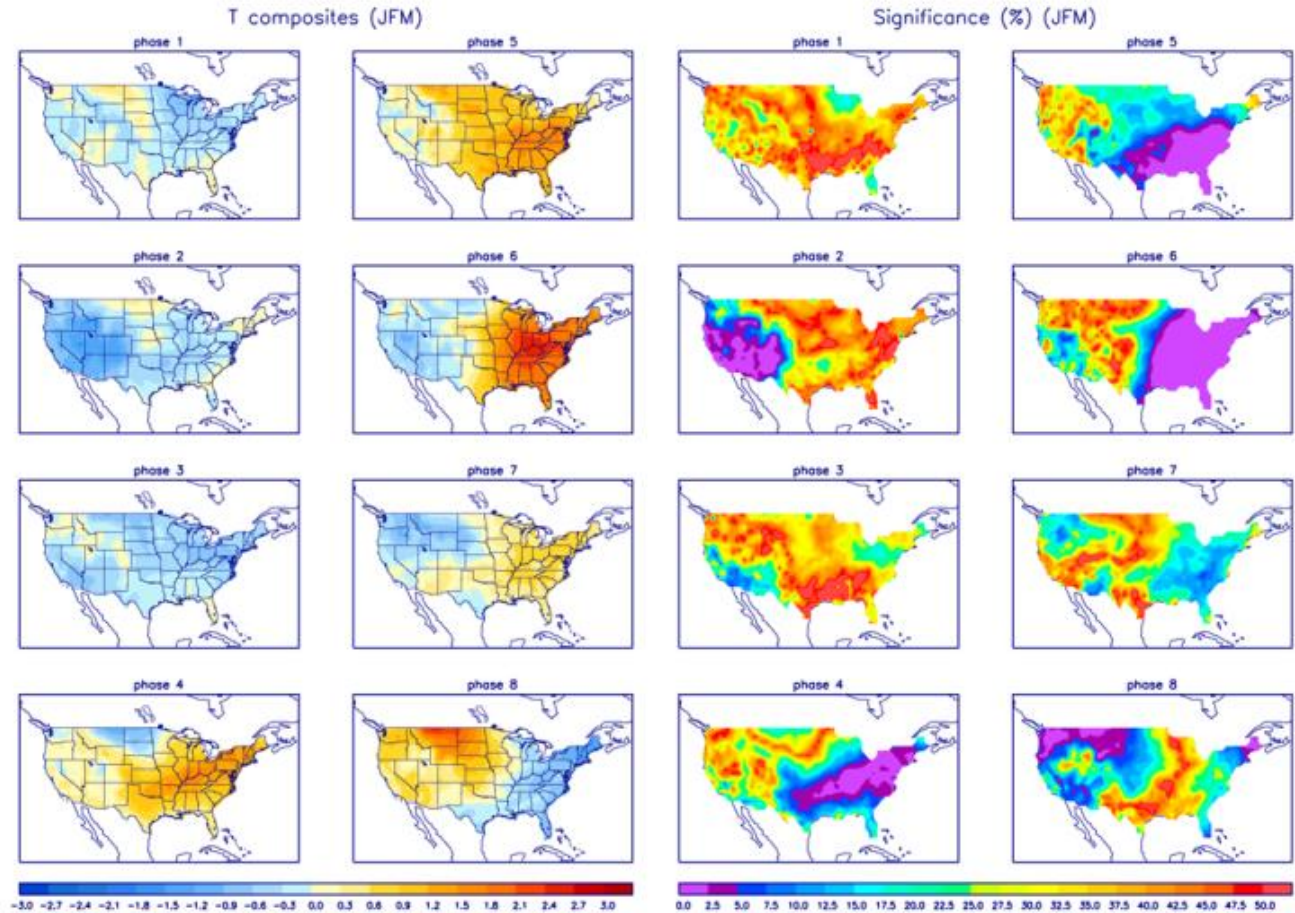 T composites (JFM)
Significance (%) (JFM)
phase 1
phase 5
phase 1
phase 5
phase 2
phase 6
phase 2
phase 6
phase 3
phase 7
phase 3
phase 7
phase 4
phase 8
phase 4
phase 8
-3.0 -2.7 -2.4 -2.1 -1.8 -1.5 -1.2 -0.9 -0.6 -0.3 0.0 0.3 0.6 0.9 1.2 1.5 1.8 2.1 2.4 2.7 3.0
0.0 2.5 5.0 7.5 10.0 12.5 15.0 17.5 20.0 22.5 25.0 27.5 30.0 32.5 35.0 37.5 40.0 42.5 45.0 47.5 50.0